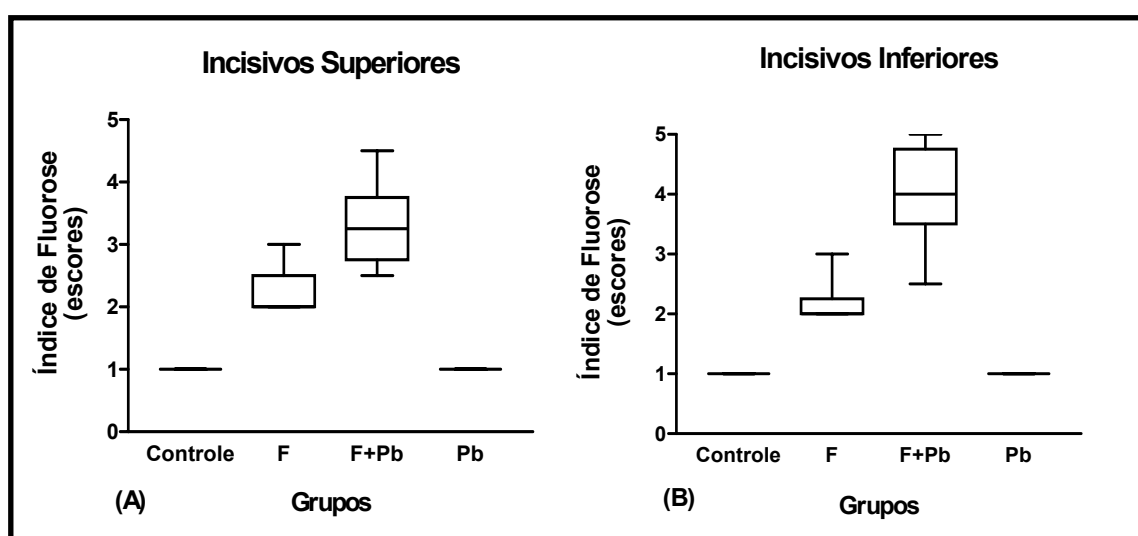 Incisivos Superiores
Índice de Fluorose
(escores)
5
4
3
2
1
0
Controle F F+Pb Pb
(A) Grupos
Incisivos Inferiores
Índice de Fluorose
(escores)
5
4
3
2
1
0
Controle F F+Pb Pb
(B) Grupos